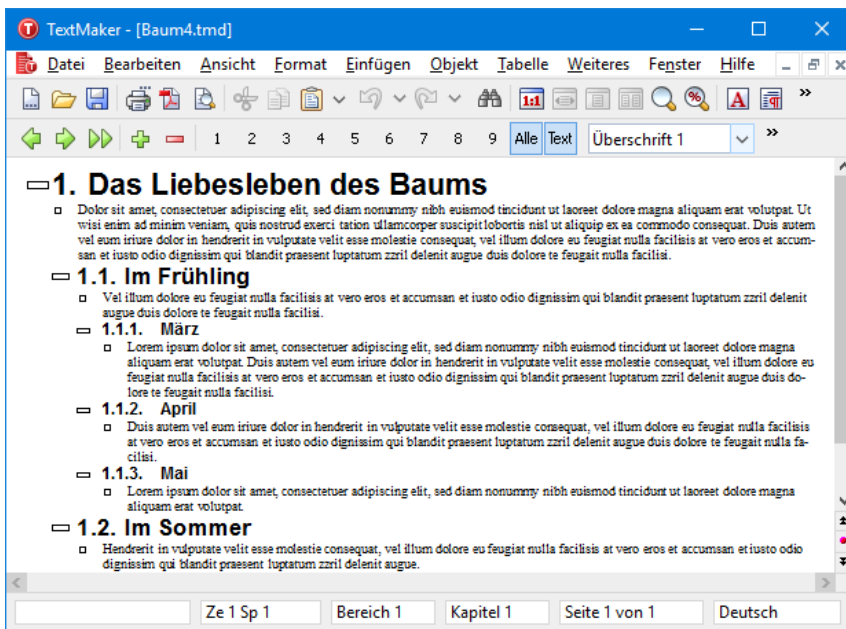 TextMaker - [Baum4.tmd]
Datei Bearbeiten Ansicht Format Einfügen Objekt Tabelle Weiteres Fenster Hilfe
1:1 % A »
1 2 3 4 5 6 7 8 9 Alle Text Überschrift 1 »
1. Das Liebesleben des Baums
Dolor sit amet, consectetuer adipiscing elit, sed diam nonummy nibh euismod tincidunt ut laoreet dolore magna aliquam erat volutpat. Ut
wisi enim ad minim veniam, quis nostrud exerci tation ullamcorper suscipit lobortis nisl ut aliquip ex ea commodo consequat. Duis autem
vel eum iriure dolor in hendrerit in vulputate velit esse molestie consequat, vel illum dolore eu feugiat nulla facilisis at vero eros et accum-
san et iusto odio dignissim qui blandit praesent luptatum zzril delenit augue duis dolore te feugait nulla facilisi.
1.1. Im Frühling
Vel illum dolore eu feugiat nulla facilisis at vero eros et accumsan et iusto odio dignissim qui blandit praesent luptatum zzril delenit
augue duis dolore te feugait nulla facilisi.
1.1.1. März
Lorem ipsum dolor sit amet, consectetuer adipiscing elit, sed diam nonummy nibh euismod tincidunt ut laoreet dolore magna
aliquam erat volutpat. Duis autem vel eum iriure dolor in hendrerit in vulputate velit esse molestie consequat, vel illum dolore eu
feugiat nulla facilisis at vero eros et accumsan et iusto odio dignissim qui blandit praesent luptatum zzril delenit augue duis do-
lore te feugait nulla facilisi.
1.1.2. April
Duis autem vel eum iriure dolor in hendrerit in vulputate velit esse molestie consequat, vel illum dolore eu feugiat nulla facilisis
at vero eros et accumsan et iusto odio dignissim qui blandit praesent luptatum zzril delenit augue duis dolore te feugait nulla fa-
cilisi.
1.1.3. Mai
Lorem ipsum dolor sit amet, consectetuer adipiscing elit, sed diam nonummy nibh euismod tincidunt ut laoreet dolore magna
aliquam erat volutpat.
1.2. Im Sommer
Hendrerit in vulputate velit esse molestie consequat, vel illum dolore eu feugiat nulla facilisis at vero eros et accumsan et iusto odio
dignissim qui blandit praesent luptatum zzril delenit augue.
Ze 1 Sp 1 Bereich 1 Kapitel 1 Seite 1 von 1 Deutsch